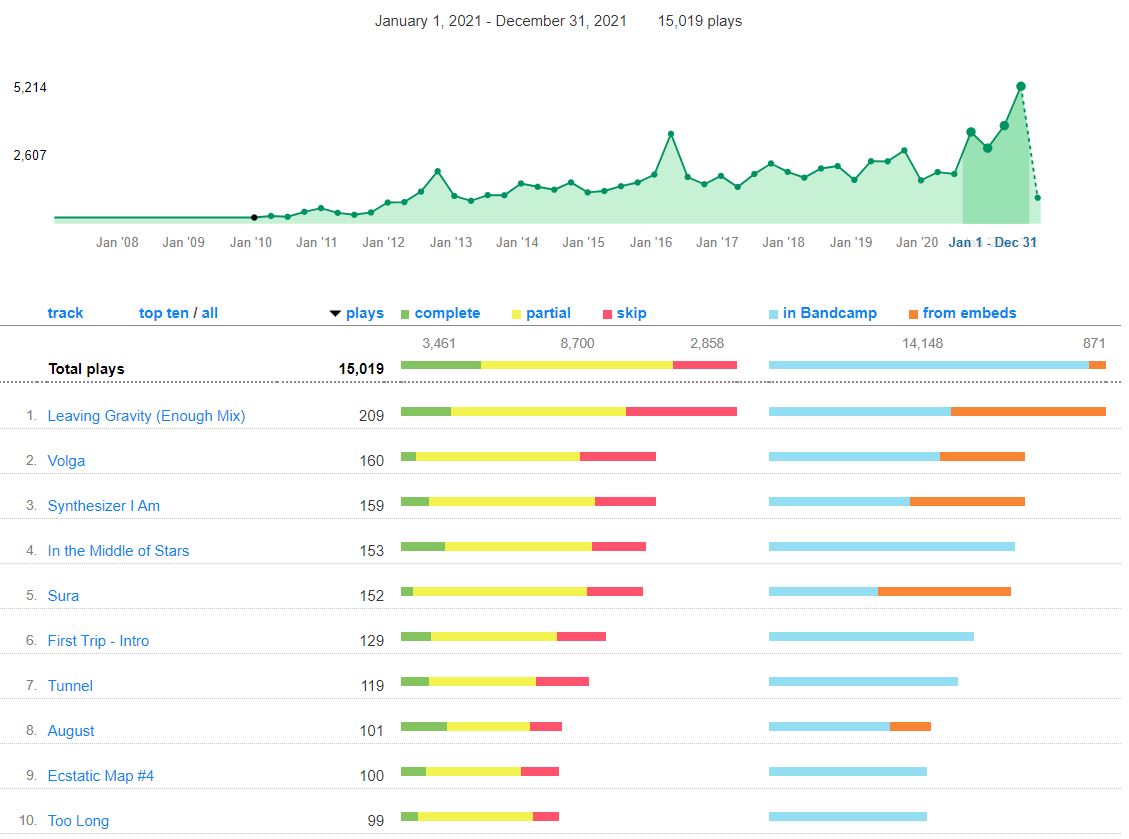 January 1, 2021 - December 31, 2021 15,019 plays
5,214
2,607
Jan '08 Jan '09 Jan '10 Jan '11 Jan '12 Jan '13 Jan '14 Jan '15 Jan '16 Jan '17 Jan '18 Jan '19 Jan '20 Jan 1 - Dec 31
track top ten / all plays complete partial skip in Bandcamp from embeds
3,461 8,700 2,858 14,148 871
Total plays 15,019
1. Leaving Gravity (Enough Mix) 209
2. Volga 160
3. Synthesizer I Am 159
4. In the Middle of Stars 153
5. Sura 152
6. First Trip - Intro 129
7. Tunnel 119
8. August 101
9. Ecstatic Map #4 100
10. Too Long 99